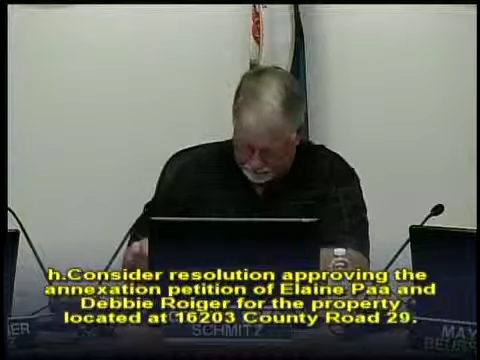 h.Consider resolution approving the
annexation petition of Elaine Paa and
Debbie Roiger for the property
located at 16203 County Road 29.
SCHMITZ
MAY